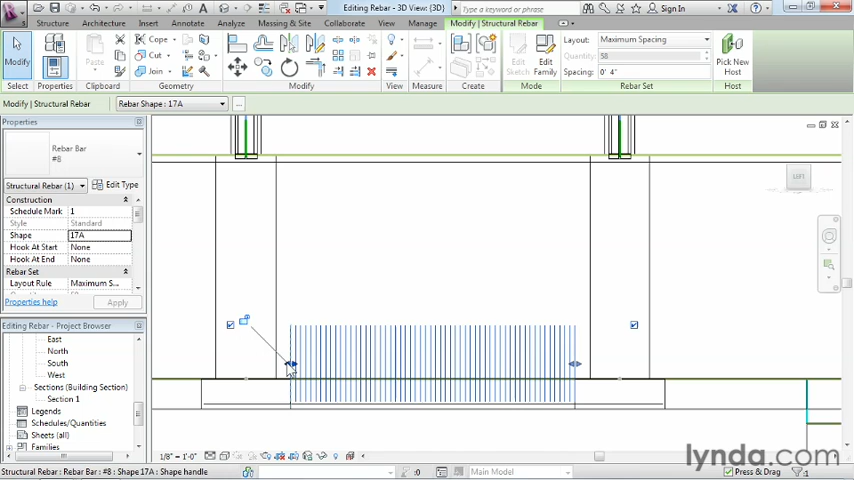 Editing Rebar - 3D View (3D)
Type a keyword or phrase
Sign In
Architecture
Structure
Insert
Annotate
Analyze
Massing & Site
Collaborate
View
Manage
Modify | Structural Rebar
Modify
Paste
Cope
Cut
Join
Edit Sketch
Edit Family
Layout: Maximum Spacing
Quantity: 58
Spacing: 0' 4"
Pick New Host
Select
Properties
Clipboard
Geometry
Modify
View
Measure
Create
Mode
Rebar Set
Host
Modify | Structural Rebar
Rebar Shape : 17A
...
Properties
Rebar Bar
#8
Structural Rebar (1)
Edit Type
Construction
Schedule Mark 1
Style Standard
Shape 17A
Hook At Start None
Hook At End None
Rebar Set
Layout Rule Maximum S...
Properties help
Apply
LEFT
Editing Rebar - Project Browser
East
North
South
West
Sections (Building Section)
Section 1
Legends
Schedules/Quantities
Sheets (all)
Families
1/8" = 1'-0"
Structural Rebar : Rebar Bar : #8 : Shape 17A : Shape handle
:0
Main Model
Press & Drag
:1
lynda.com